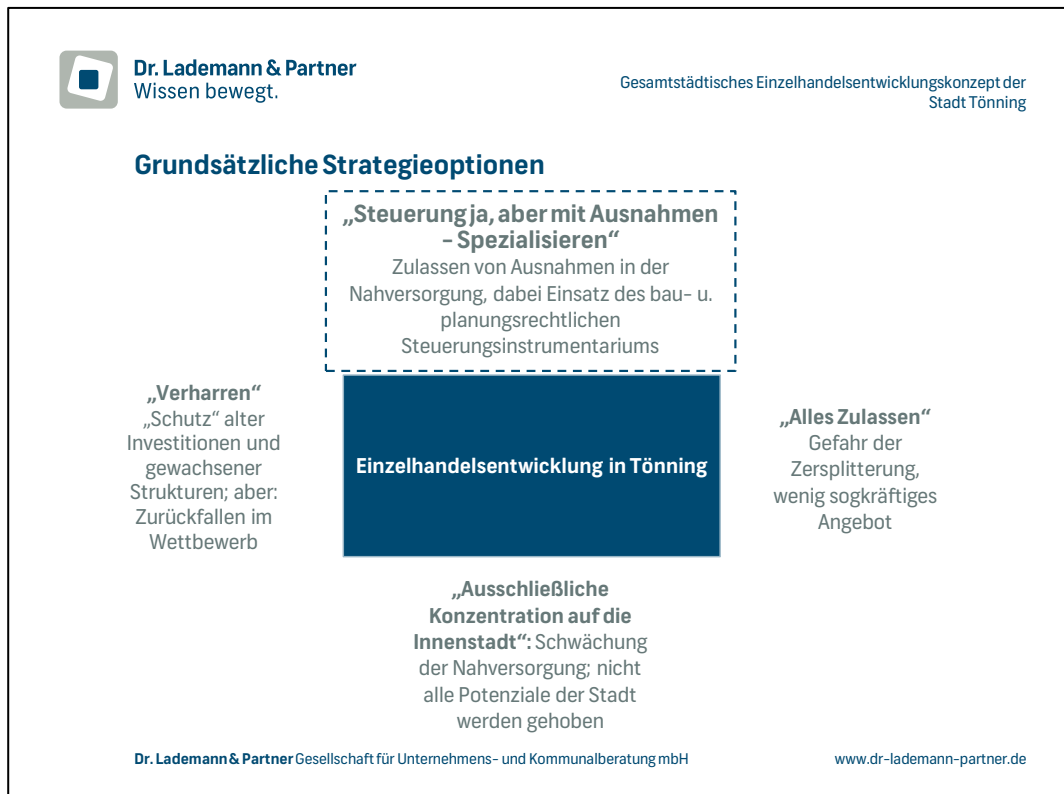 Dr. Lademann & Partner
Wissen bewegt.
Gesamtstädtisches Einzelhandelsentwicklungskonzept der
Stadt Tönning
Grundsätzliche Strategieoptionen
„Steuerung ja, aber mit Ausnahmen
- Spezialisieren“
Zulassen von Ausnahmen in der
Nahversorgung, dabei Einsatz des bau- u.
planungsrechtlichen
Steuerungsinstrumentariums
„Verharren“
„Schutz“ alter
Investitionen und
gewachsener
Strukturen; aber:
Zurückfallen im
Wettbewerb
Einzelhandelsentwicklung in Tönning
„Alles Zulassen“
Gefahr der
Zersplitterung,
wenig sogkräftiges
Angebot
„Ausschließliche
Konzentration auf die
Innenstadt“: Schwächung
der Nahversorgung; nicht
alle Potenziale der Stadt
werden gehoben
Dr. Lademann & Partner Gesellschaft für Unternehmens- und Kommunalberatung mbH
www.dr-lademann-partner.de